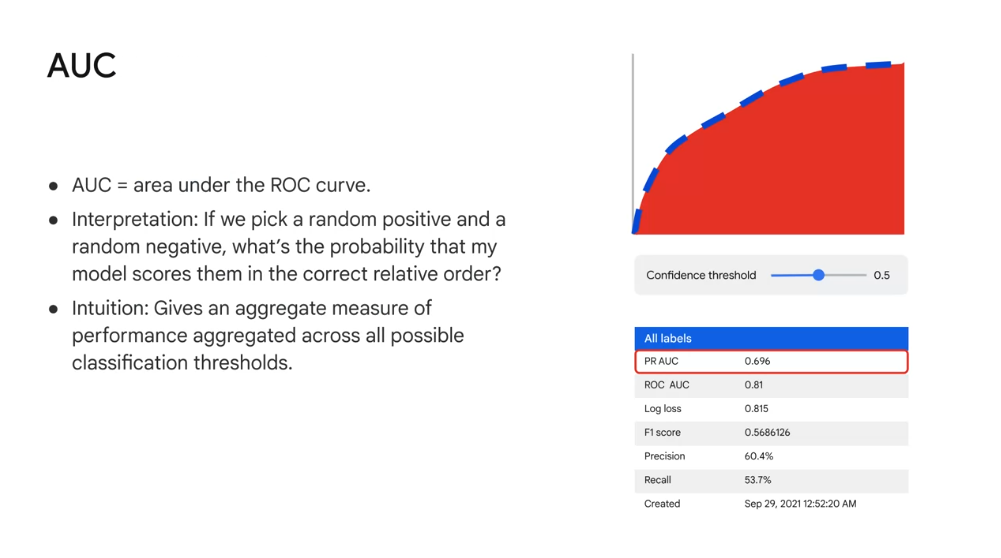 AUC
● AUC = area under the ROC curve.
● Interpretation: If we pick a random positive and a
random negative, what's the probability that my
model scores them in the correct relative order?
● Intuition: Gives an aggregate measure of
performance aggregated across all possible
classification thresholds.
Confidence threshold 0.5
All labels
PR AUC 0.696
ROC AUC 0.81
Log loss 0.815
F1 score 0.5686126
Precision 60.4%
Recall 53.7%
Created Sep 29, 2021 12:52:20 AM